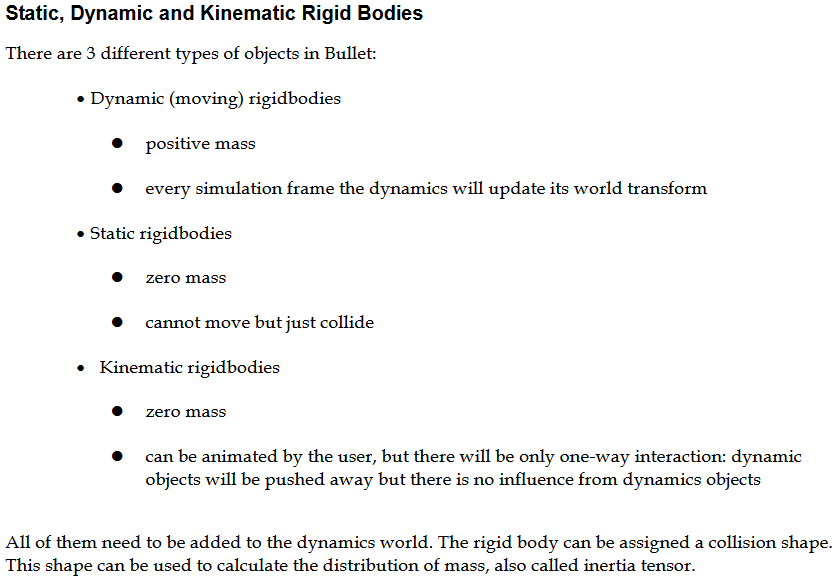 Static, Dynamic and Kinematic Rigid Bodies
There are 3 different types of objects in Bullet:
• Dynamic (moving) rigidbodies
● positive mass
● every simulation frame the dynamics will update its world transform
• Static rigidbodies
● zero mass
● cannot move but just collide
• Kinematic rigidbodies
● zero mass
● can be animated by the user, but there will be only one-way interaction: dynamic
objects will be pushed away but there is no influence from dynamics objects
All of them need to be added to the dynamics world. The rigid body can be assigned a collision shape.
This shape can be used to calculate the distribution of mass, also called inertia tensor.